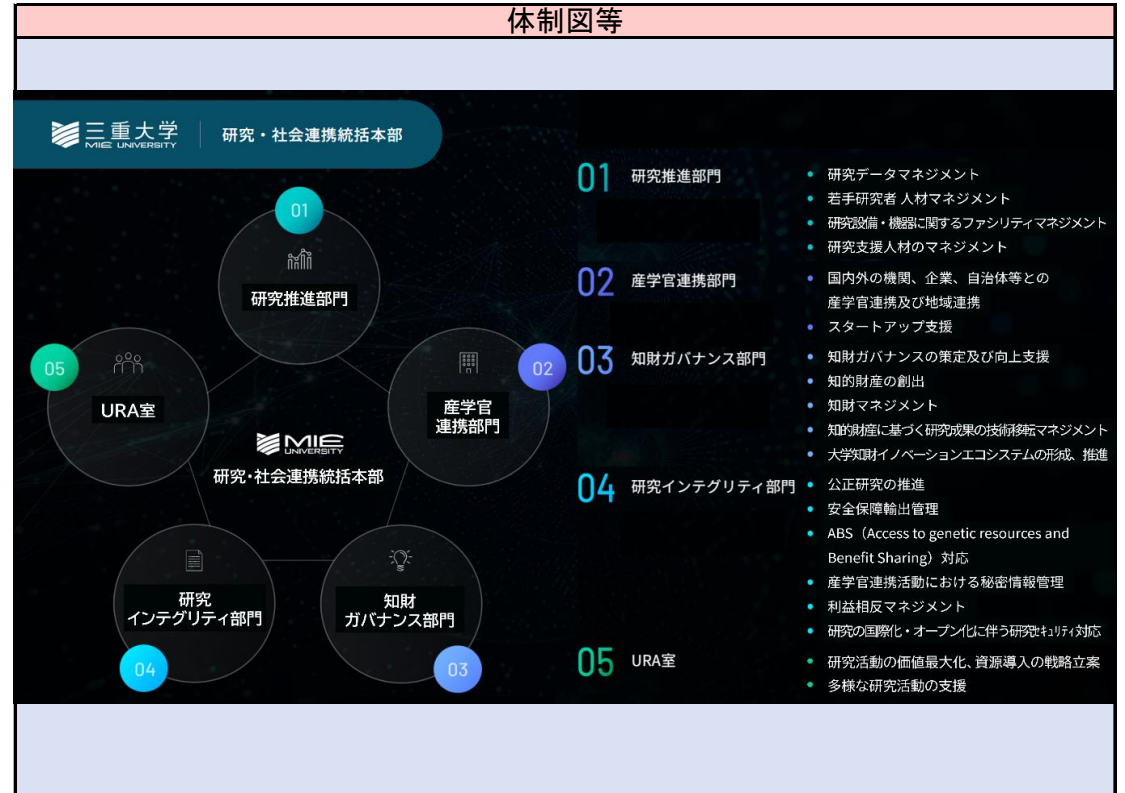 体制図等
三重大学
MIE UNIVERSITY
研究・社会連携統括本部
01
研究推進部門
05
URA室
02
産学官
連携部門
MIE
UNIVERSITY
研究・社会連携統括本部
研究
インテグリティ部門
04
知財
ガバナンス部門
03
01 研究推進部門
• 研究データマネジメント
• 若手研究者 人材マネジメント
• 研究設備・機器に関するファシリティマネジメント
• 研究支援人材のマネジメント
02 産学官連携部門
• 国内外の機関、企業、自治体等との
産学官連携及び地域連携
• スタートアップ支援
03 知財ガバナンス部門
• 知財ガバナンスの策定及び向上支援
• 知的財産の創出
• 知財マネジメント
• 知的財産に基づく研究成果の技術移転マネジメント
• 大学知財イノベーションエコシステムの形成、推進
04 研究インテグリティ部門
• 公正研究の推進
• 安全保障輸出管理
• ABS（Access to genetic resources and
Benefit Sharing）対応
• 産学官連携活動における秘密情報管理
• 利益相反マネジメント
• 研究の国際化・オープン化に伴う研究ｾｷｭﾘﾃｨ対応
05 URA室
• 研究活動の価値最大化、資源導入の戦略立案
• 多様な研究活動の支援